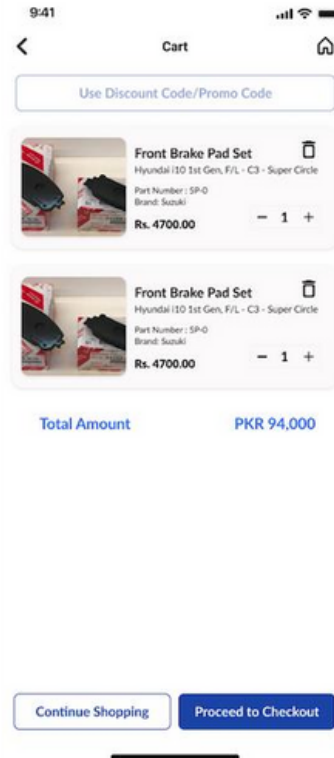 9:41
Cart
Use Discount Code/Promo Code
Front Brake Pad Set
Hyundai i10 1st Gen, F/L - C3 - Super Circle
Part Number : SP-0
Brand: Suzuki
Rs. 4700.00
− 1 +
Front Brake Pad Set
Hyundai i10 1st Gen, F/L - C3 - Super Circle
Part Number : SP-0
Brand: Suzuki
Rs. 4700.00
− 1 +
Total Amount PKR 94,000
Continue Shopping Proceed to Checkout